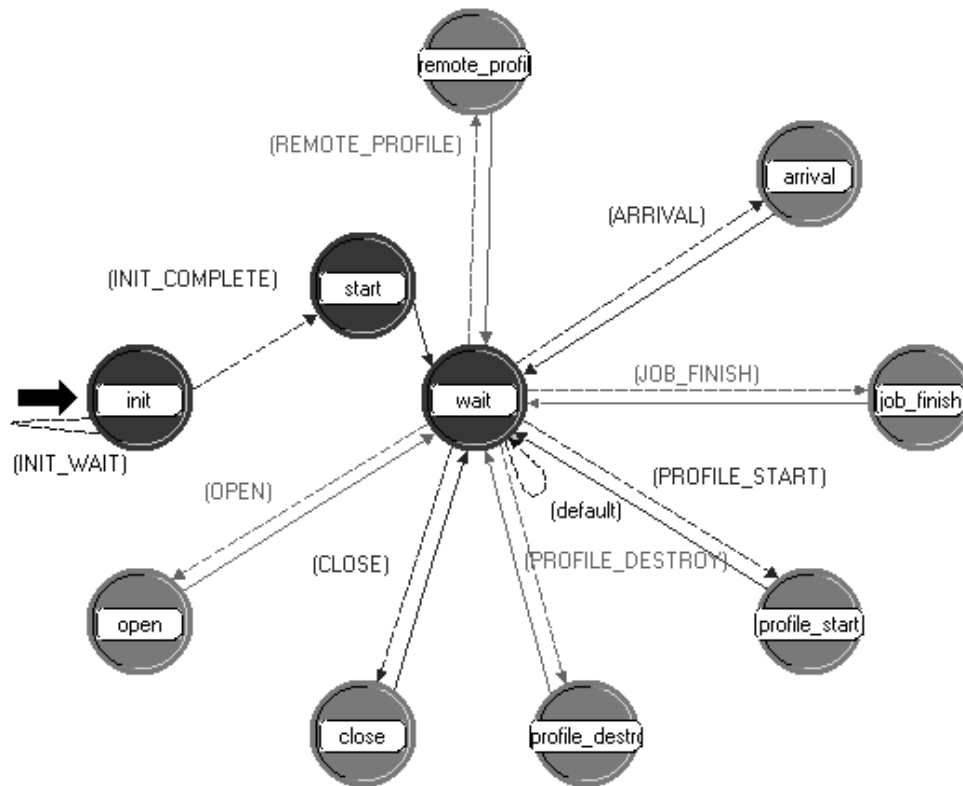 remote_profil
(REMOTE_PROFILE)
arrival
(ARRIVAL)
(INIT_COMPLETE)
start
(JOB_FINISH)
init
wait
job_finish
(INIT_WAIT)
(PROFILE_START)
(OPEN)
(default)
(CLOSE)
(PROFILE_DESTROY)
open
profile_start
close
profile_destro